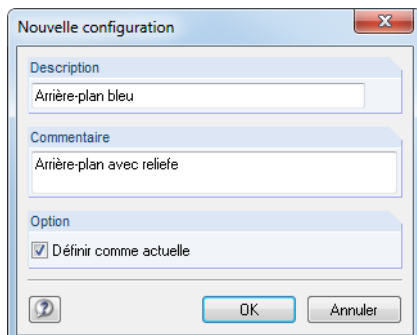 Nouvelle configuration
Description
Arrière-plan bleu
Commentaire
Arrière-plan avec reliefe
Option
Définir comme actuelle
OK
Annuler